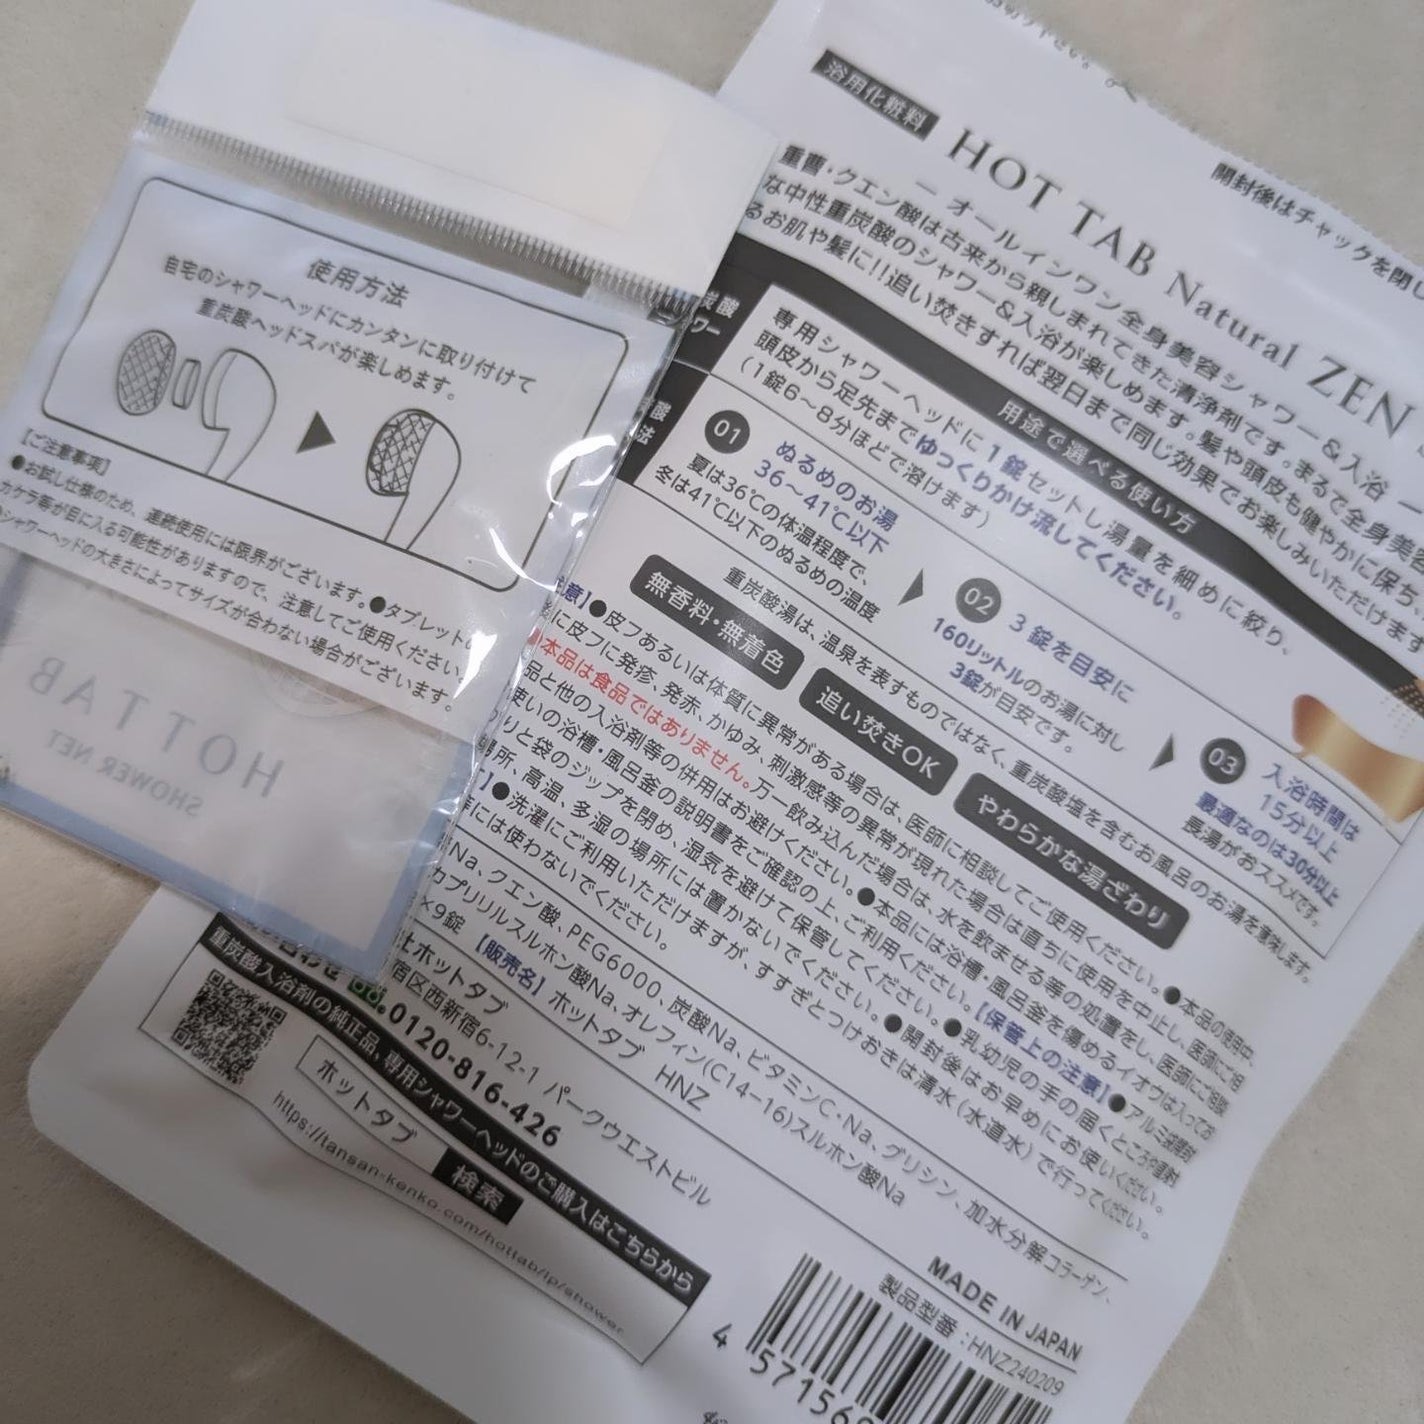 使用方法
自宅のシャワーヘッドにカンタンに取り付けて
重炭酸ヘッドスパが楽しめます。
【ご注意事項】
●お試し仕様のため、連続使用には限界がございます。●タブレットの
カケラ等が目に入る可能性がありますので、注意してご使用ください。
シャワーヘッドの大きさによってサイズが合わない場合がございます。
HOT TAB
SHOWER NET
開封後はチャックを閉
浴用化粧料
HOT TAB Natural ZEN
― オールインワン全身美容シャワー&入浴 ―
重曹・クエン酸は古来から親しまれてきた清浄剤です。まるで全身美容
な中性重炭酸のシャワー&入浴が楽しめます。髪や頭皮も健やかに保ち、
るお肌や髪に!!追い焚きすれば翌日まで同じ効果でお楽しみいただけます
用途で選べる使い方
炭酸
ワー
専用シャワーヘッドに1錠セットし湯量を細めに絞り、
頭皮から足先までゆっくりかけ流してください。
(1錠6~8分ほどで溶けます)
酸
法
01
ぬるめのお湯
36~41℃以下
夏は36℃の体温程度で、
冬は41℃以下のぬるめの温度
02
3錠を目安に
160リットルのお湯に対し
3錠が目安です。
03
入浴時間は
15分以上
最適なのは30分以上
長湯がおススメです。
重炭酸湯は、温泉を表すものではなく、重炭酸塩を含むお風呂のお湯を意味します。
無香料・無着色
追い焚きOK
やわらかな湯ざわり
意】●皮フあるいは体質に異常がある場合は、医師に相談してご使用ください。●本品の使用中、
に皮フに発疹、発赤、かゆみ、刺激感等の異常が現れた場合は直ちに使用を中止し、医師にご相
本品は食品ではありません。万一飲み込んだ場合は、水を飲ませる等の処置をし、医師にご相談
品と他の入浴剤等の併用はお避けください。●本品には浴槽・風呂釜を傷めるイオウは入ってお
使いの浴槽・風呂釜の説明書をご確認の上、ご利用ください。【保管上の注意】●アルミ袋開封
りと袋のジップを閉め、湿気を避けて保管してください。●乳幼児の手の届くところや直射
場所、高温、多湿の場所には置かないでください。●開封後はお早めにお使いください。
】●洗濯にご利用いただけますが、すすぎとつけおきは清水(水道水)で行ってください。
には使わないでください。
Na、クエン酸、PEG6000、炭酸Na、ビタミンC・Na、グリシン、加水分解コラーゲン、
カプリリルスルホン酸Na、オレフィン(C14-16)スルホン酸Na
×9錠 【販売名】ホットタブ HNZ
ホットタブ
宿区西新宿6-12-1 パークウエストビル
0120-816-426
重炭酸入浴剤の純正品、専用シャワーヘッドのご購入はこちらから
ホットタブ 検索
https://tansan-kenko.com/hottab/lp/shower
MADE IN JAPAN
製品型番:HNZ240209
4 57156